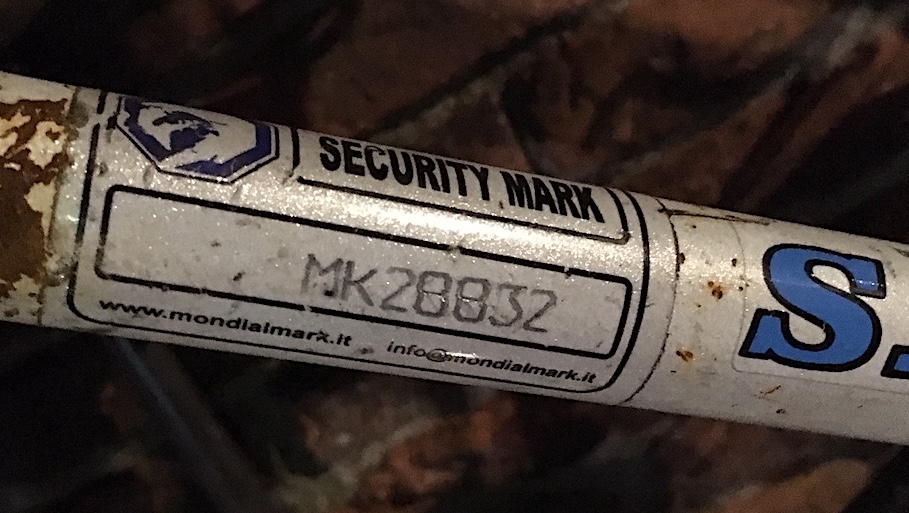 SECURITY MARK
MK28832
www.mondialmark.it info@mondialmark.it
S.